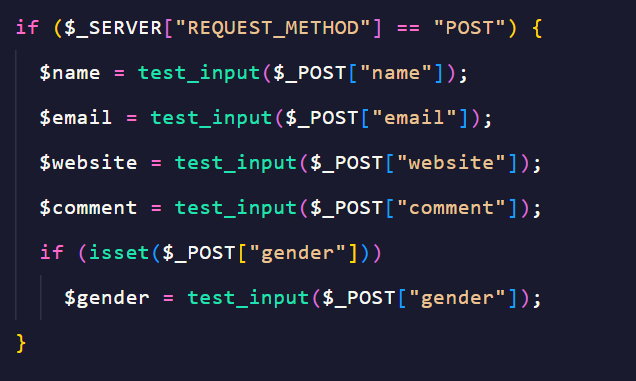 if ($_SERVER["REQUEST_METHOD"] == "POST") {
$name = test_input($_POST["name"]);
$email = test_input($_POST["email"]);
$website = test_input($_POST["website"]);
$comment = test_input($_POST["comment"]);
if (isset($_POST["gender"]))
$gender = test_input($_POST["gender"]);
}